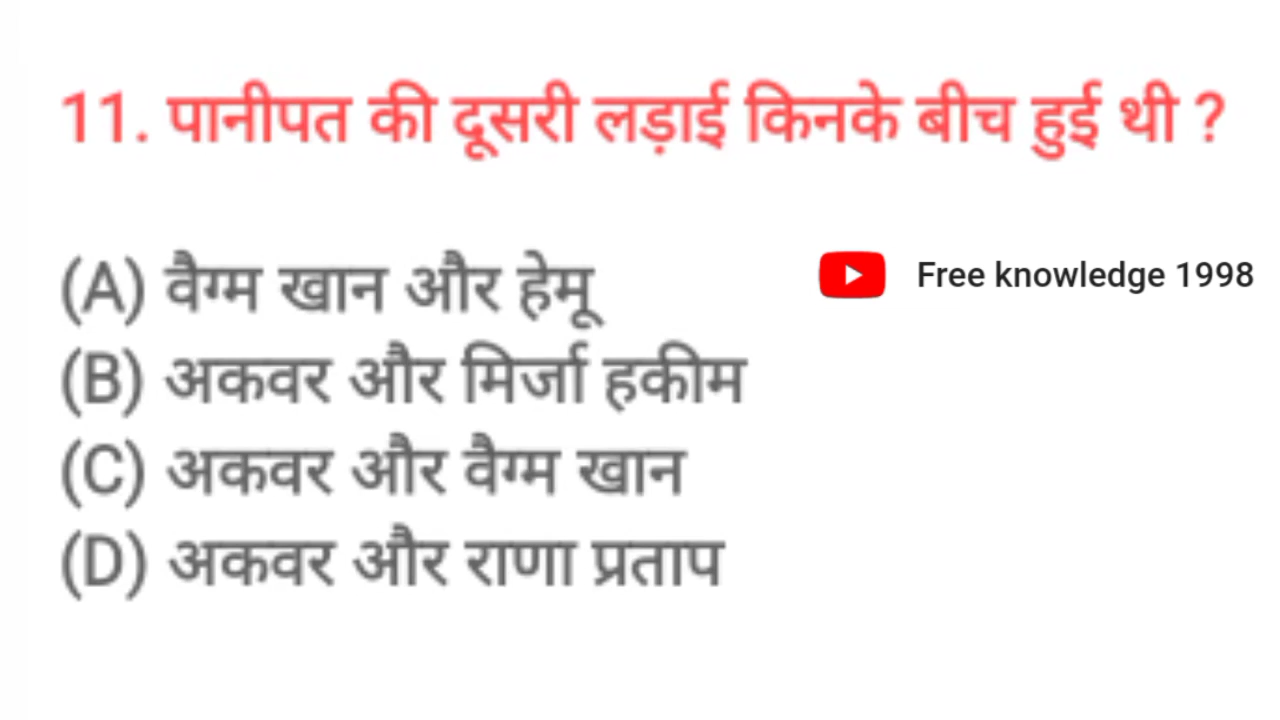 11. पानीपत की दूसरी लड़ाई किनके बीच हुई थी ?
(A) वैग्म खान और हेमू
Free knowledge 1998
(B) अकवर और मिर्जा हकीम
(C) अकवर और वैग्म खान
(D) अकवर और राणा प्रताप